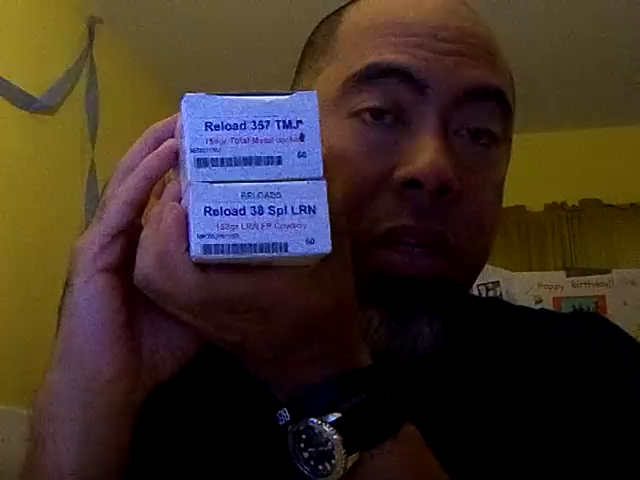 Reload 357 TMJ
158gr Total Metal Jacket
50
RELOADS
Reload 38 Spl LRN
158gr LRN FP Cowboy
50
Happy Birthday!!